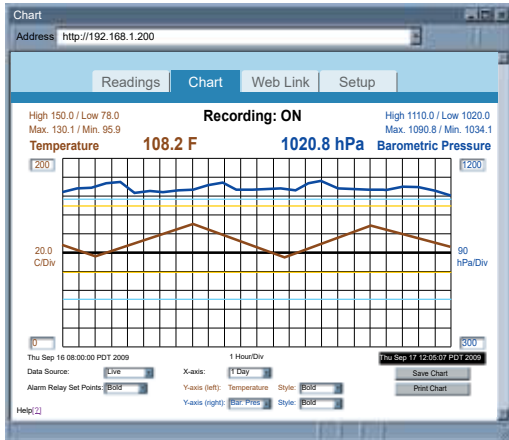 Chart
Address http://192.168.1.200
Readings Chart Web Link Setup
High 150.0 / Low 78.0 Recording: ON High 1110.0 / Low 1020.0
Max. 130.1 / Min. 95.9 Max. 1090.8 / Min. 1034.1
Temperature 108.2 F 1020.8 hPa Barometric Pressure
200 1200
20.0 90
C/Div hPa/Div
0 300
Thu Sep 16 08:00:00 PDT 2009 1 Hour/Div Thu Sep 17 12:05:07 PDT 2009
Data Source: Live X-axis: 1 Day Save Chart
Alarm Relay Set Points: Bold Y-axis (left): Temperature Style: Bold Print Chart
Y-axis (right): Bar. Pres Style: Bold
Help[?]